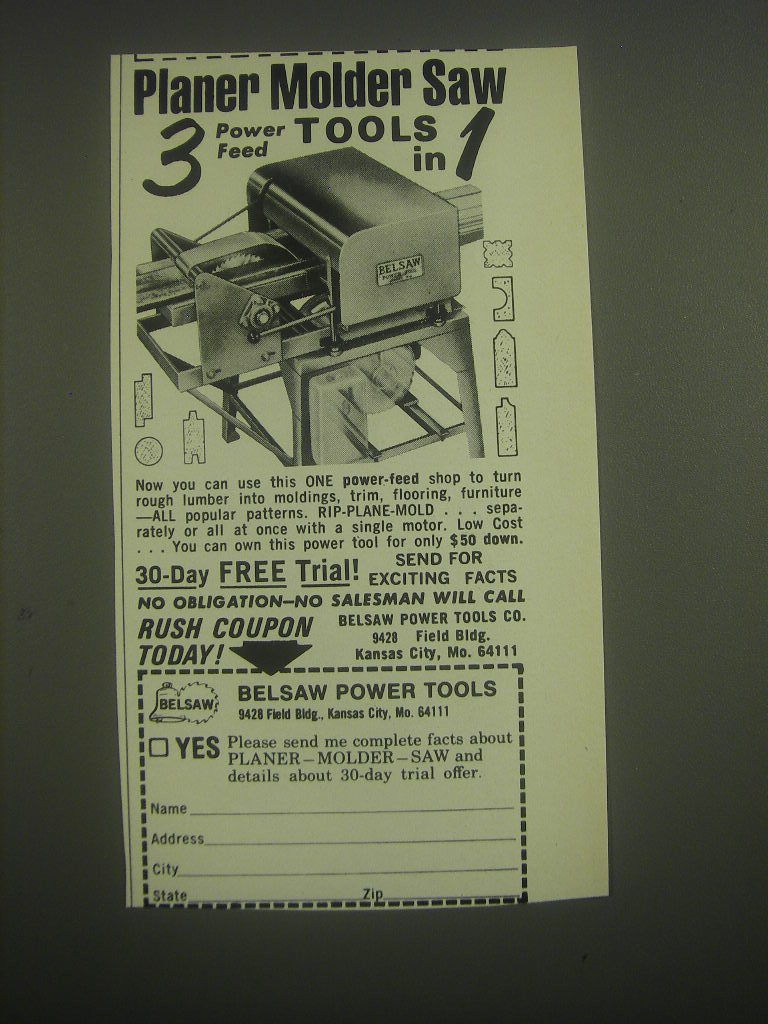 Planer Molder Saw
3 Power Feed TOOLS in 1
BELSAW
Now you can use this ONE power-feed shop to turn
rough lumber into moldings, trim, flooring, furniture
—ALL popular patterns. RIP-PLANE-MOLD . . . sepa-
rately or all at once with a single motor. Low Cost
. . . You can own this power tool for only $50 down.
30-Day FREE Trial! SEND FOR
EXCITING FACTS
NO OBLIGATION—NO SALESMAN WILL CALL
RUSH COUPON
TODAY!
BELSAW POWER TOOLS CO.
9428 Field Bldg.
Kansas City, Mo. 64111
BELSAW
BELSAW POWER TOOLS
9428 Field Bldg., Kansas City, Mo. 64111
YES Please send me complete facts about
PLANER—MOLDER—SAW and
details about 30-day trial offer.
Name
Address
City
State Zip